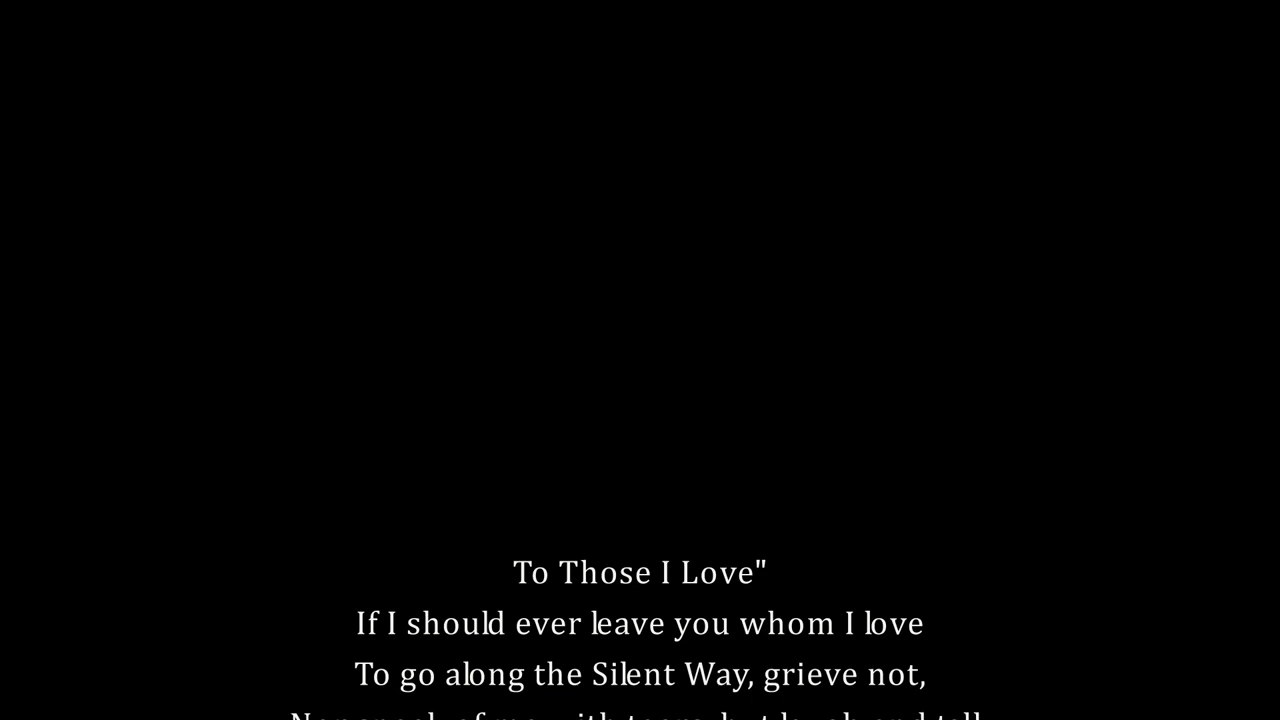 To Those I Love"
If I should ever leave you whom I love
To go along the Silent Way, grieve not,